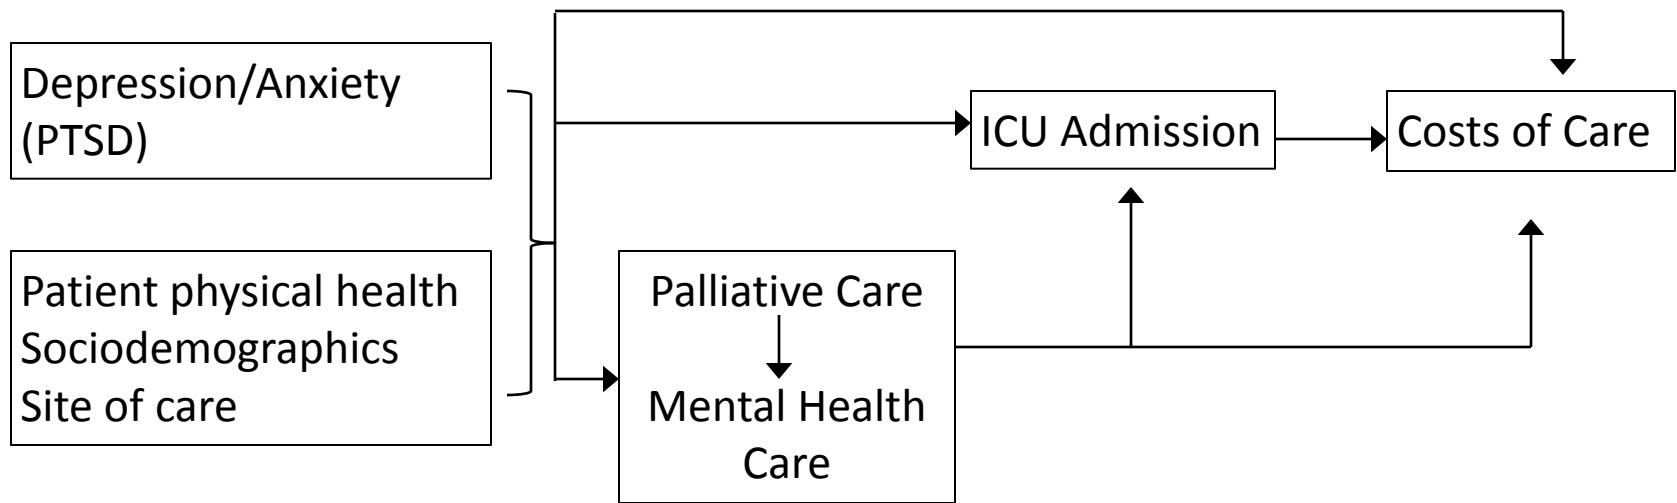 Depression/Anxiety
(PTSD)
Patient physical health
Sociodemographics
Site of care
Palliative Care
Mental Health
Care
ICU Admission
Costs of Care